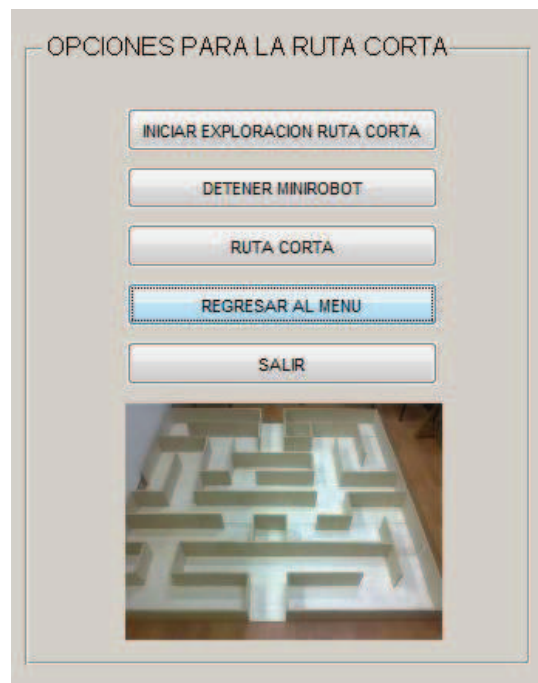 OPCIONES PARA LA RUTA CORTA
INICIAR EXPLORACION RUTA CORTA
DETENER MINIROBOT
RUTA CORTA
REGRESAR AL MENU
SALIR